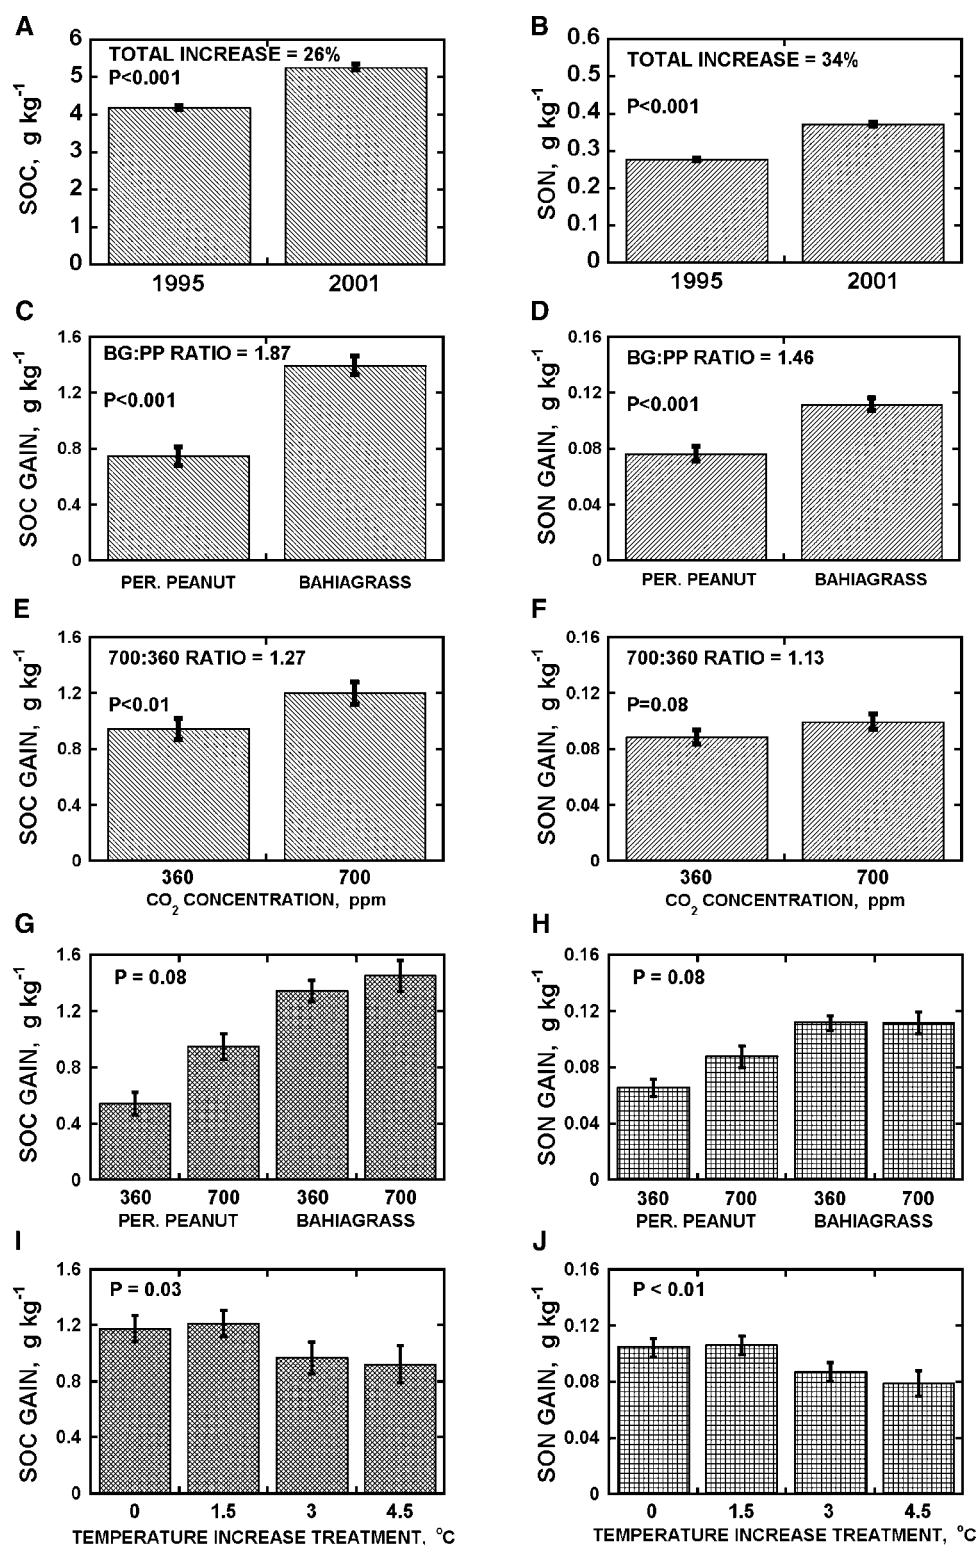 A
6
5
4
3
2
1
0
SOC, g kg-1
TOTAL INCREASE = 26%
P<0.001
1995 2001
B
0.6
0.5
0.4
0.3
0.2
0.1
0
SON, g kg-1
TOTAL INCREASE = 34%
P<0.001
1995 2001
C
1.6
1.2
0.8
0.4
0
SOC GAIN, g kg-1
BG:PP RATIO = 1.87
P<0.001
PER. PEANUT BAHIAGRASS
D
0.16
0.12
0.08
0.04
0
SON GAIN, g kg-1
BG:PP RATIO = 1.46
P<0.001
PER. PEANUT BAHIAGRASS
E
1.6
1.2
0.8
0.4
0
SOC GAIN, g kg-1
700:360 RATIO = 1.27
P<0.01
360 700
CO2 CONCENTRATION, ppm
F
0.16
0.12
0.08
0.04
0
SON GAIN, g kg-1
700:360 RATIO = 1.13
P=0.08
360 700
CO2 CONCENTRATION, ppm
G
1.6
1.2
0.8
0.4
0
SOC GAIN, g kg-1
P = 0.08
360 700 360 700
PER. PEANUT BAHIAGRASS
H
0.16
0.12
0.08
0.04
0
SON GAIN, g kg-1
P = 0.08
360 700 360 700
PER. PEANUT BAHIAGRASS
I
1.6
1.2
0.8
0.4
0
SOC GAIN, g kg-1
P = 0.03
0 1.5 3 4.5
TEMPERATURE INCREASE TREATMENT, °C
J
0.16
0.12
0.08
0.04
0
SON GAIN, g kg-1
P < 0.01
0 1.5 3 4.5
TEMPERATURE INCREASE TREATMENT, °C